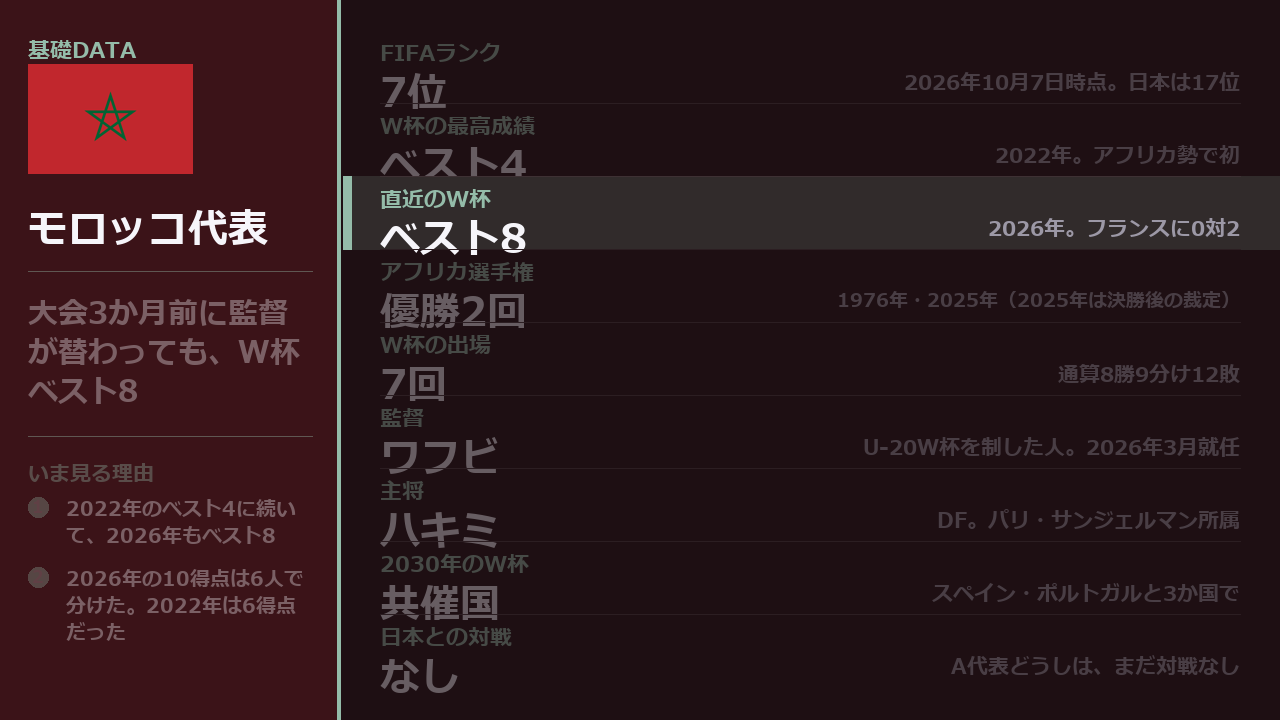 基礎DATA
モロッコ代表
大会3か月前に監督
が替わっても、W杯
ベスト8
いま見る理由
2022年のベスト4に続い
て、2026年もベスト8
2026年の10得点は6人で
分けた。2022年は6得点
だった
FIFAランク
7位
2026年10月7日時点。日本は17位
W杯の最高成績
ベスト4
2022年。アフリカ勢で初
直近のW杯
ベスト8
2026年。フランスに0対2
アフリカ選手権
優勝2回
1976年・2025年（2025年は決勝後の裁定）
W杯の出場
7回
通算8勝9分け12敗
監督
ワフビ
U-20W杯を制した人。2026年3月就任
主将
ハキミ
DF。パリ・サンジェルマン所属
2030年のW杯
共催国
スペイン・ポルトガルと3か国で
日本との対戦
なし
A代表どうしは、まだ対戦なし